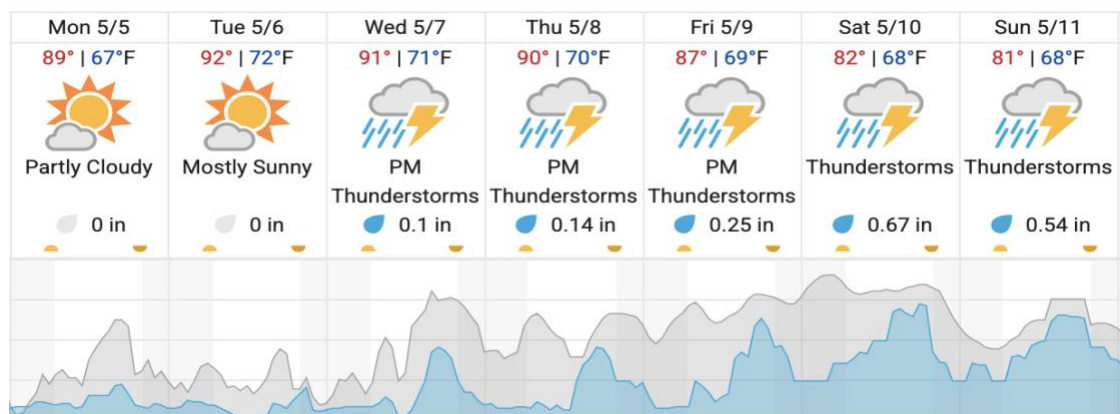 Mon 5/5 Tue 5/6 Wed 5/7 Thu 5/8 Fri 5/9 Sat 5/10 Sun 5/11
89° | 67°F 92° | 72°F 91° | 71°F 90° | 70°F 87° | 69°F 82° | 68°F 81° | 68°F
Partly Cloudy Mostly Sunny PM PM PM Thunderstorms Thunderstorms
Thunderstorms Thunderstorms Thunderstorms
0 in 0 in 0.1 in 0.14 in 0.25 in 0.67 in 0.54 in